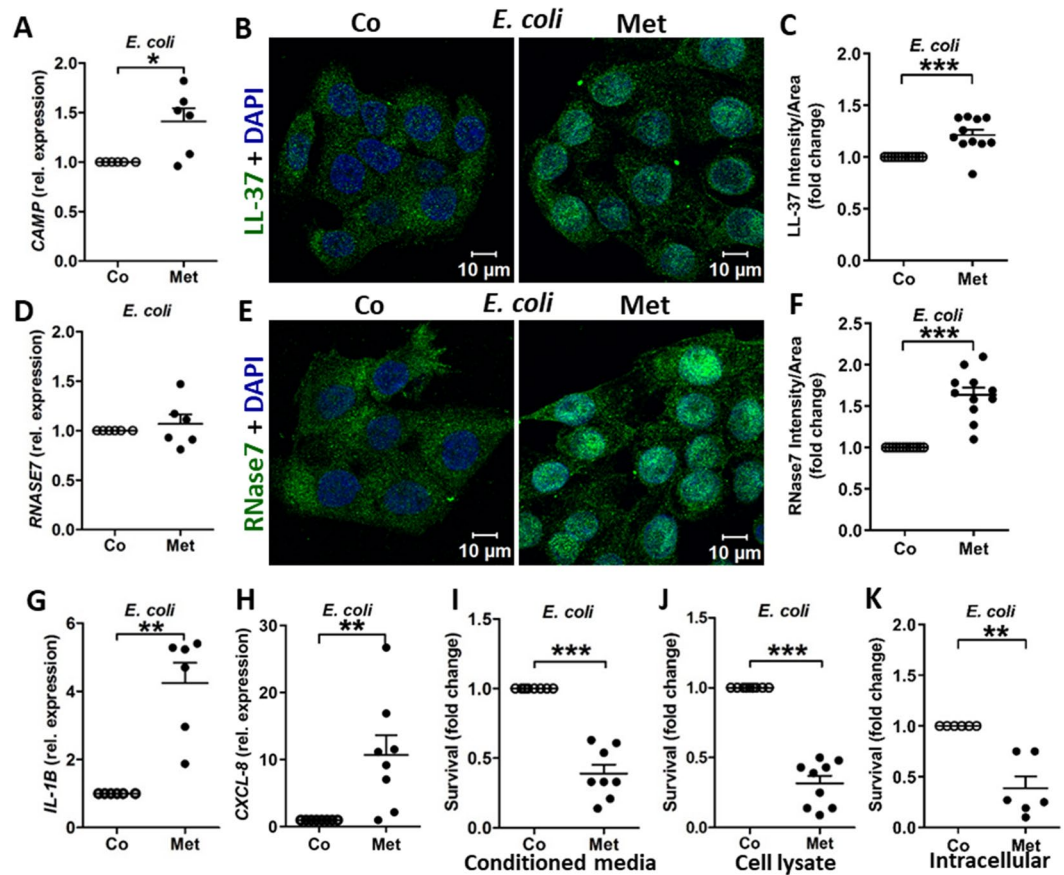 A
E. coli
*
CAMP (rel. expression)
2.0
1.5
1.0
0.5
0.0
Co Met
B
Co E. coli Met
LL-37 + DAPI
10 μm
10 μm
C
E. coli
***
LL-37 Intensity/Area
(fold change)
2.0
1.5
1.0
0.5
0.0
Co Met
D
E. coli
RNASE7 (rel. expression)
2.0
1.5
1.0
0.5
0.0
Co Met
E
Co E. coli Met
RNase7 + DAPI
10 μm
10 μm
F
E. coli
***
RNase7 Intensity/Area
(fold change)
2.5
2.0
1.5
1.0
0.5
0.0
Co Met
G
E. coli
**
IL-1B (rel. expression)
6
4
2
0
Co Met
H
E. coli
**
CXCL-8 (rel. expression)
30
20
10
0
Co Met
I
E. coli
***
Survival (fold change)
1.5
1.0
0.5
0.0
Co Met
Conditioned media
J
E. coli
***
Survival (fold change)
1.5
1.0
0.5
0.0
Co Met
Cell lysate
K
E. coli
**
Survival (fold change)
2.0
1.5
1.0
0.5
0.0
Co Met
Intracellular